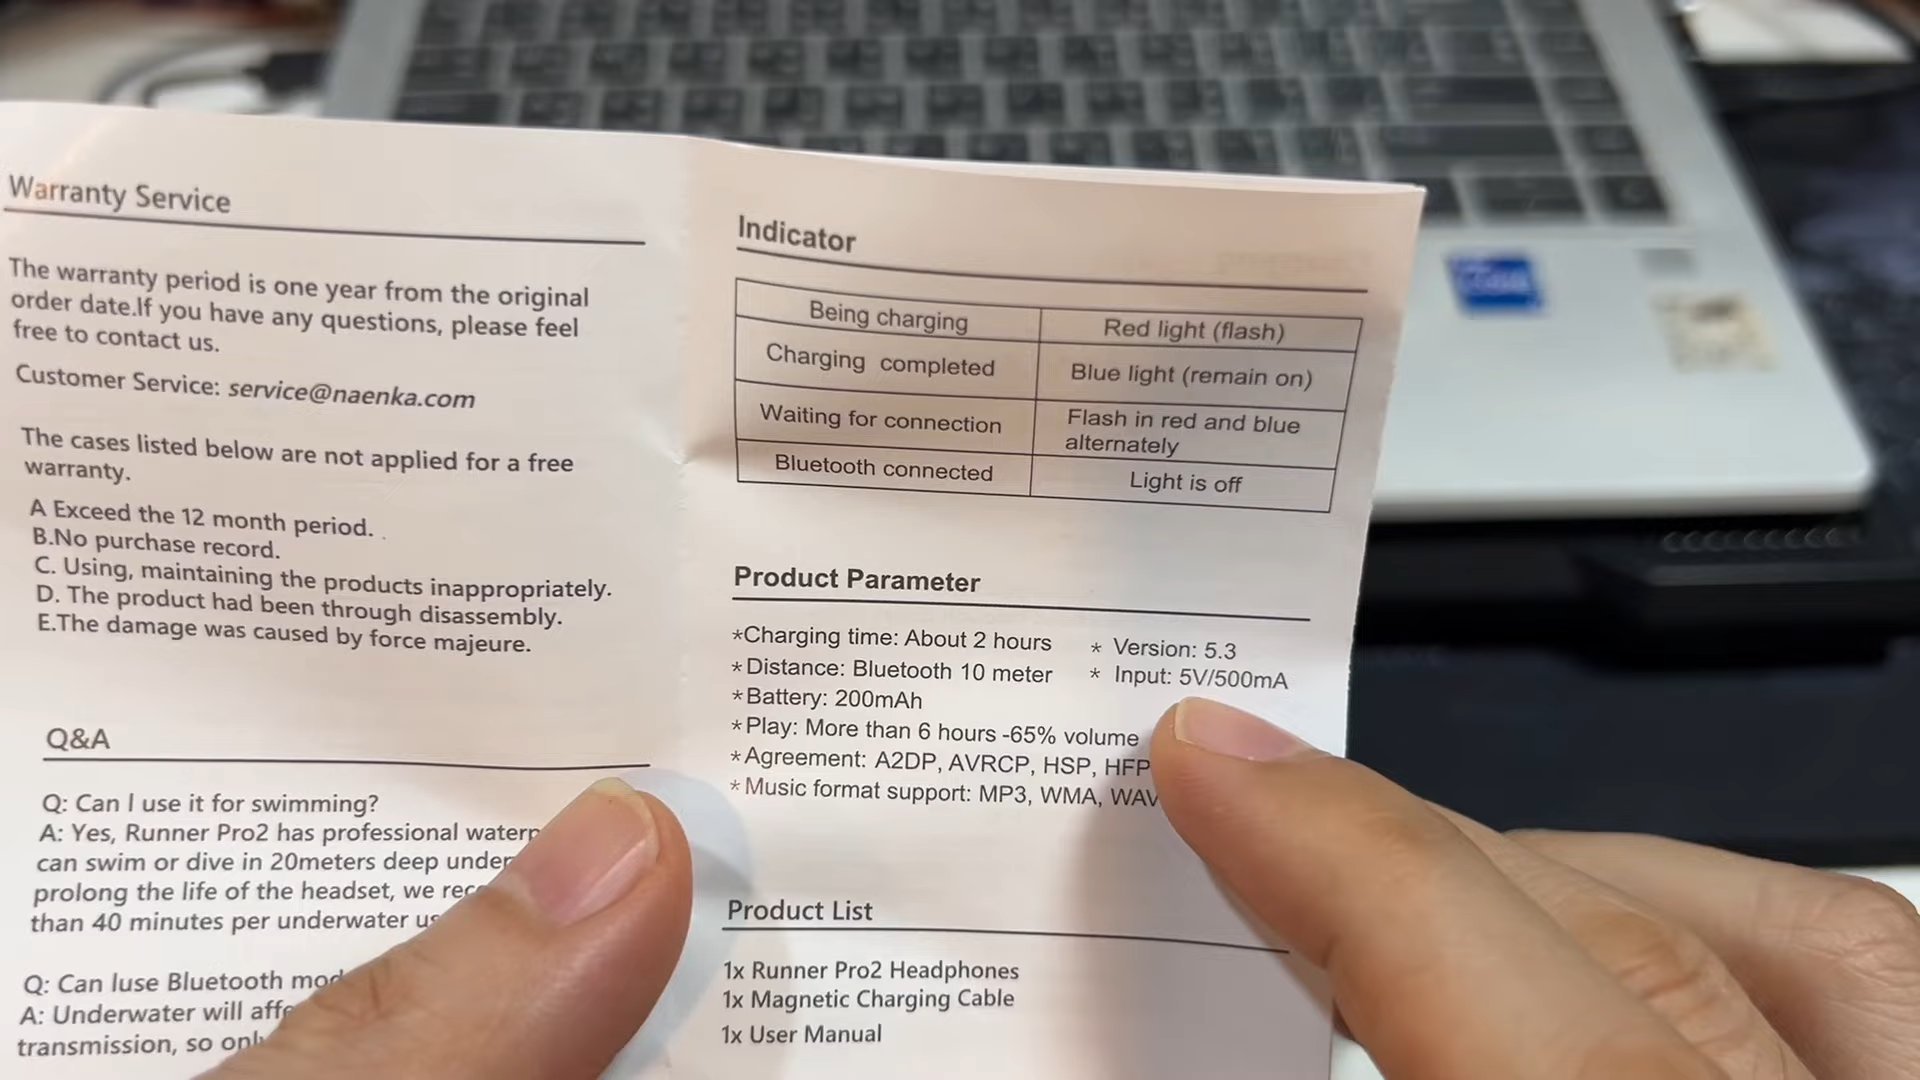 Warranty Service
The warranty period is one year from the original
order date.If you have any questions, please feel
free to contact us.
Customer Service: service@naenka.com
The cases listed below are not applied for a free
warranty.
A Exceed the 12 month period.
B.No purchase record.
C. Using, maintaining the products inappropriately.
D. The product had been through disassembly.
E.The damage was caused by force majeure.
Q&A
Q: Can I use it for swimming?
A: Yes, Runner Pro2 has professional
can swim or dive in 20meters deep
prolong the life of the headset, we
than 40 minutes per underwater
Q: Can Iuse Bluetooth
A: Underwater will
transmission, so
Indicator
Being charging Red light (flash)
Charging completed Blue light (remain on)
Waiting for connection Flash in red and blue
alternately
Bluetooth connected Light is off
Product Parameter
*Charging time: About 2 hours * Version: 5.3
*Distance: Bluetooth 10 meter * Input: 5V/500mA
*Battery: 200mAh
*Play: More than 6 hours -65% volume
*Agreement: A2DP, AVRCP, HSP, HFP
*Music format support: MP3, WMA, WAV
Product List
1x Runner Pro2 Headphones
1x Magnetic Charging Cable
1x User Manual